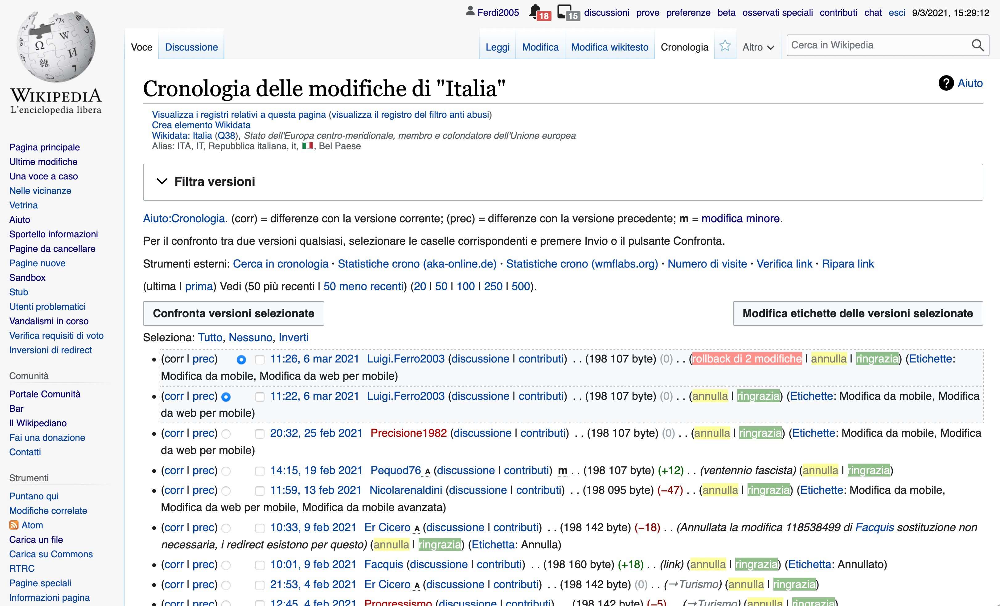 Ferdi2005 18 15 discussioni prove preferenze beta osservati speciali contributi chat esci 9/3/2021, 15:29:12
Voce Discussione Leggi Modifica Modifica wikitesto Cronologia Altro Cerca in Wikipedia
WIKIPEDIA
L'enciclopedia libera
Pagina principale
Ultime modifiche
Una voce a caso
Nelle vicinanze
Vetrina
Aiuto
Sportello informazioni
Pagine da cancellare
Pagine nuove
Sandbox
Stub
Utenti problematici
Vandalismi in corso
Verifica requisiti di voto
Inversioni di redirect
Comunità
Portale Comunità
Bar
Il Wikipediano
Fai una donazione
Contatti
Strumenti
Puntano qui
Modifiche correlate
Atom
Carica un file
Carica su Commons
RTRC
Pagine speciali
Informazioni pagina
Cronologia delle modifiche di "Italia"
Aiuto
Visualizza i registri relativi a questa pagina (visualizza il registro del filtro anti abusi)
Crea elemento Wikidata
Wikidata: Italia (Q38), Stato dell'Europa centro-meridionale, membro e cofondatore dell'Unione europea
Alias: ITA, IT, Repubblica italiana, it, 🇮🇹, Bel Paese
Filtra versioni
Aiuto:Cronologia. (corr) = differenze con la versione corrente; (prec) = differenze con la versione precedente; m = modifica minore.
Per il confronto tra due versioni qualsiasi, selezionare le caselle corrispondenti e premere Invio o il pulsante Confronta.
Strumenti esterni: Cerca in cronologia · Statistiche crono (aka-online.de) · Statistiche crono (wmflabs.org) · Numero di visite · Verifica link · Ripara link
(ultima | prima) Vedi (50 più recenti | 50 meno recenti) (20 | 50 | 100 | 250 | 500).
Confronta versioni selezionate Modifica etichette delle versioni selezionate
Seleziona: Tutto, Nessuno, Inverti
• (corr | prec) 11:26, 6 mar 2021 Luigi.Ferro2003 (discussione | contributi) . . (198 107 byte) (0) . . (rollback di 2 modifiche | annulla | ringrazia) (Etichette:
Modifica da mobile, Modifica da web per mobile)
• (corr | prec) 11:22, 6 mar 2021 Luigi.Ferro2003 (discussione | contributi) . . (198 107 byte) (0) . . (annulla | ringrazia) (Etichette: Modifica da mobile, Modifica
da web per mobile)
• (corr | prec) 20:32, 25 feb 2021 Precisione1982 (discussione | contributi) . . (198 107 byte) (0) . . (annulla | ringrazia) (Etichette: Modifica da mobile, Modifica
da web per mobile)
• (corr | prec) 14:15, 19 feb 2021 Pequod76 A (discussione | contributi) m . . (198 107 byte) (+12) . . (ventennio fascista) (annulla | ringrazia)
• (corr | prec) 11:59, 13 feb 2021 Nicolarenaldini (discussione | contributi) . . (198 095 byte) (−47) . . (annulla | ringrazia) (Etichette: Modifica da mobile,
Modifica da web per mobile, Modifica da mobile avanzata)
• (corr | prec) 10:33, 9 feb 2021 Er Cicero A (discussione | contributi) . . (198 142 byte) (−18) . . (Annullata la modifica 118538499 di Facquis sostituzione non
necessaria, i redirect esistono per questo) (annulla | ringrazia) (Etichetta: Annulla)
• (corr | prec) 10:01, 9 feb 2021 Facquis (discussione | contributi) . . (198 160 byte) (+18) . . (link) (annulla | ringrazia) (Etichetta: Annullato)
• (corr | prec) 21:53, 4 feb 2021 Er Cicero A (discussione | contributi) . . (198 142 byte) (0) . . (→Turismo) (annulla | ringrazia)
• (corr | prec) 12:45, 4 feb 2021 Progressismo (discussione | contributi) . . (198 142 byte) (−5) . . (→Turismo) (annulla | ringrazia)